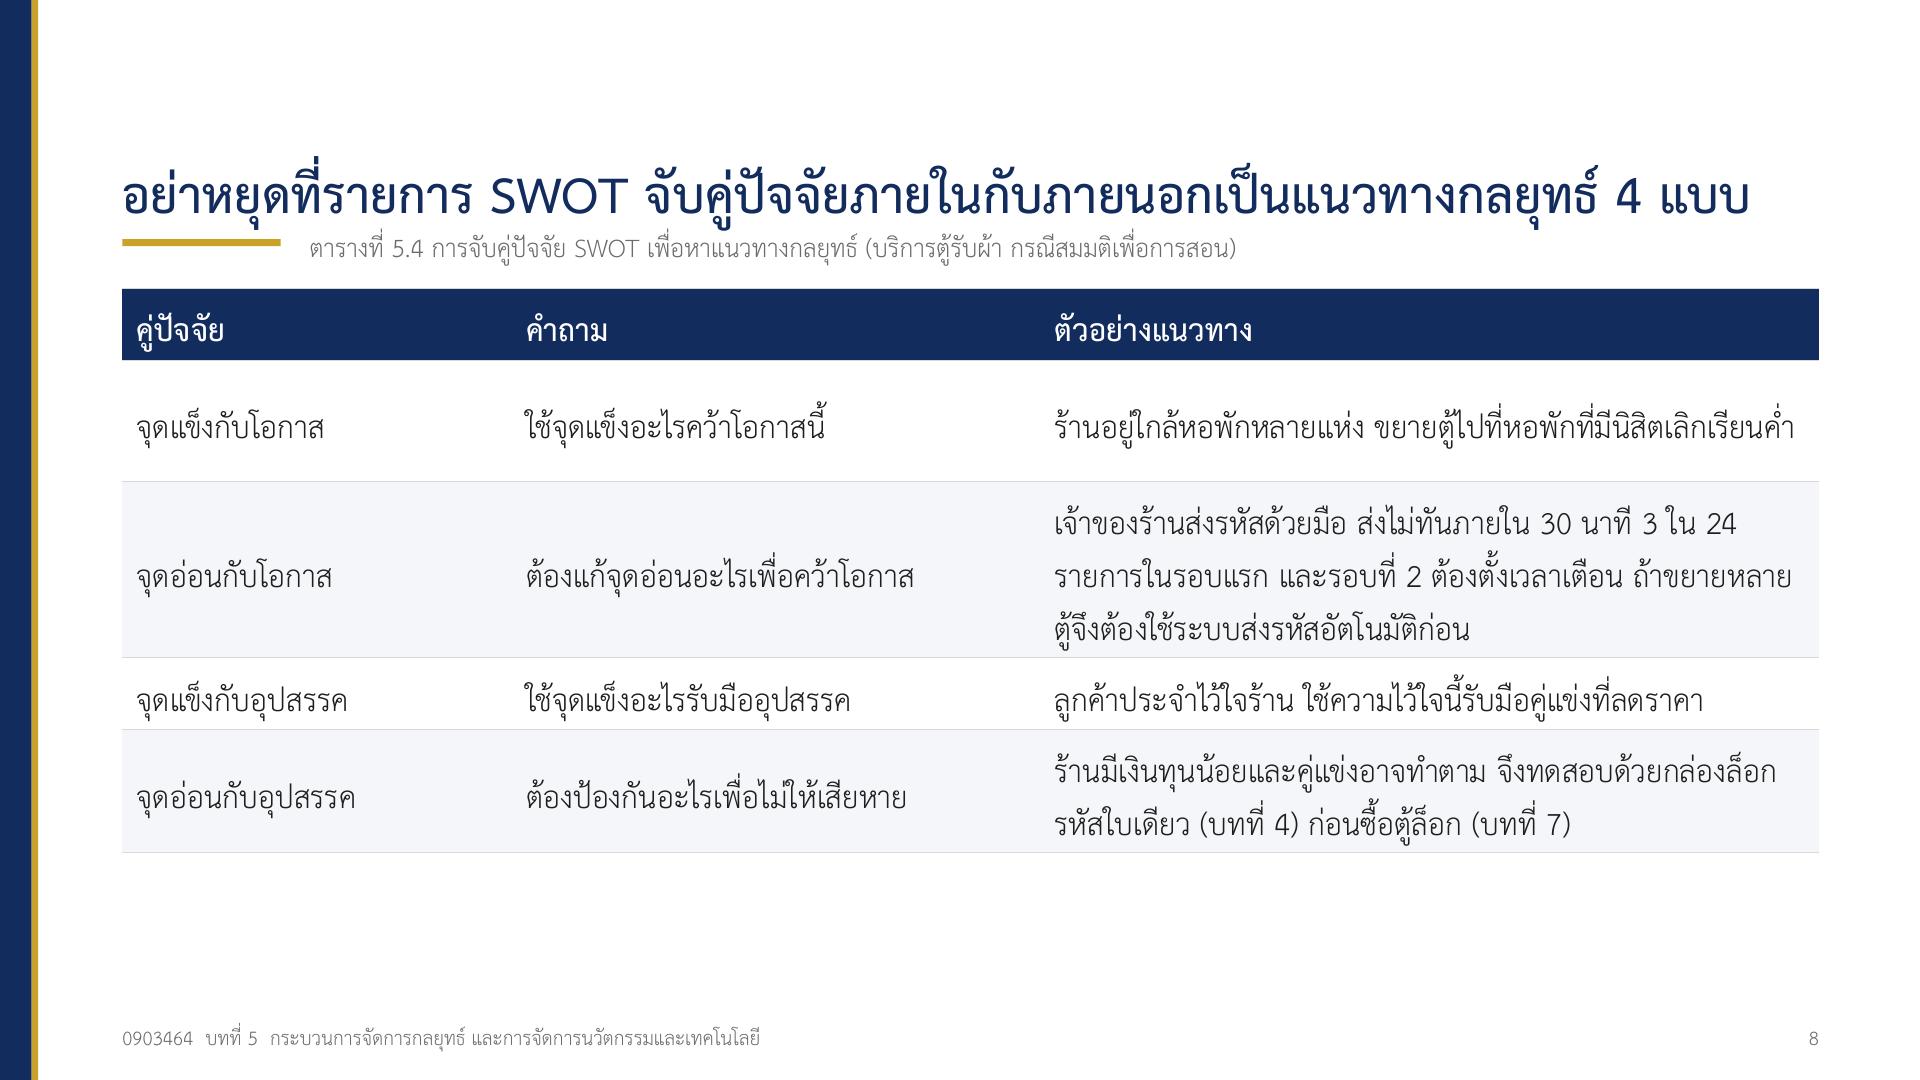 อย่าหยุดที่รายการ SWOT จับคู่ปัจจัยภายในกับภายนอกเป็นแนวทางกลยุทธ์ 4 แบบ
ตารางที่ 5.4 การจับคู่ปัจจัย SWOT เพื่อหาแนวทางกลยุทธ์ (บริการตู้รับผ้า กรณีสมมติเพื่อการสอน)
คู่ปัจจัย คำถาม ตัวอย่างแนวทาง
จุดแข็งกับโอกาส ใช้จุดแข็งอะไรคว้าโอกาสนี้ ร้านอยู่ใกล้หอพักหลายแห่ง ขยายตู้ไปที่หอพักที่มีนิสิตเลิกเรียนค่ำ
เจ้าของร้านส่งรหัสด้วยมือ ส่งไม่ทันภายใน 30 นาที 3 ใน 24
จุดอ่อนกับโอกาส ต้องแก้จุดอ่อนอะไรเพื่อคว้าโอกาส รายการในรอบแรก และรอบที่ 2 ต้องตั้งเวลาเตือน ถ้าขยายหลาย
ตู้จึงต้องใช้ระบบส่งรหัสอัตโนมัติก่อน
จุดแข็งกับอุปสรรค ใช้จุดแข็งอะไรรับมืออุปสรรค ลูกค้าประจำไว้ใจร้าน ใช้ความไว้ใจนี้รับมือคู่แข่งที่ลดราคา
จุดอ่อนกับอุปสรรค ต้องป้องกันอะไรเพื่อไม่ให้เสียหาย ร้านมีเงินทุนน้อยและคู่แข่งอาจทำตาม จึงทดสอบด้วยกล่องล็อก
รหัสใบเดียว (บทที่ 4) ก่อนซื้อตู้ล็อก (บทที่ 7)
0903464 บทที่ 5 กระบวนการจัดการกลยุทธ์ และการจัดการนวัตกรรมและเทคโนโลยี 8